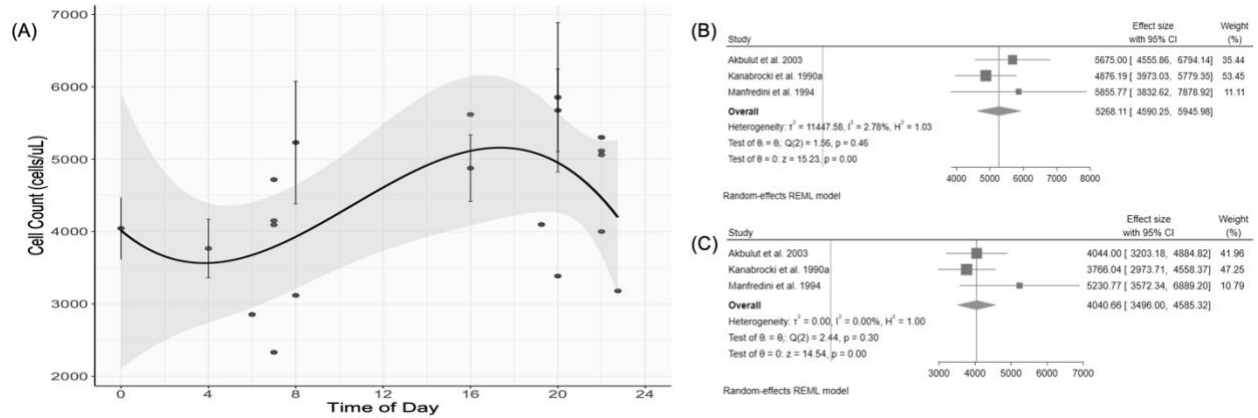 (A)
7000
6000
5000
4000
3000
2000
Cell Count (cells/uL)
0 4 8 12 16 20 24
Time of Day
(B)
Effect size Weight
Study with 95% CI (%)
Akbulut et al. 2003 5675.00 [ 4555.86, 6794.14] 35.44
Kanabrocki et al. 1990a 4876.19 [ 3973.03, 5779.35] 53.45
Manfredini et al. 1994 5855.77 [ 3832.62, 7878.92] 11.11
Overall 5268.11 [ 4590.25, 5945.98]
Heterogeneity: τ² = 11447.58, I² = 2.78%, H² = 1.03
Test of θᵢ = θⱼ: Q(2) = 1.56, p = 0.46
Test of θ = 0: z = 15.23, p = 0.00
4000 5000 6000 7000 8000
Random-effects REML model
(C)
Effect size Weight
Study with 95% CI (%)
Akbulut et al. 2003 4044.00 [ 3203.18, 4884.82] 41.96
Kanabrocki et al. 1990a 3766.04 [ 2973.71, 4558.37] 47.25
Manfredini et al. 1994 5230.77 [ 3572.34, 6889.20] 10.79
Overall 4040.66 [ 3496.00, 4585.32]
Heterogeneity: τ² = 0.00, I² = 0.00%, H² = 1.00
Test of θᵢ = θⱼ: Q(2) = 2.44, p = 0.30
Test of θ = 0: z = 14.54, p = 0.00
3000 4000 5000 6000 7000
Random-effects REML model